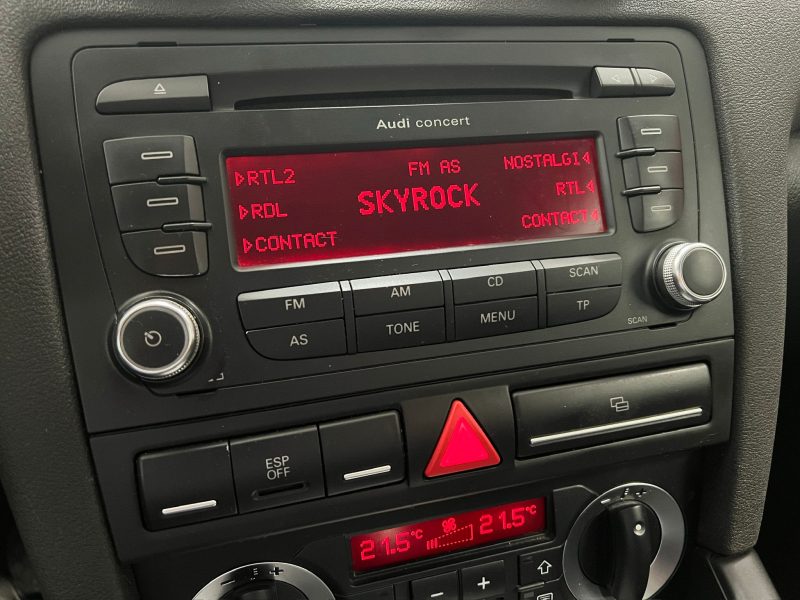 Audi concert
RTL2 FM AS NOSTALGI
SKYROCK RTL
RDL
CONTACT CONTACT
FM AM CD SCAN
AS TONE MENU TP
SCAN
ESP
OFF
21.5°C 21.5°C
- +
- +
- +